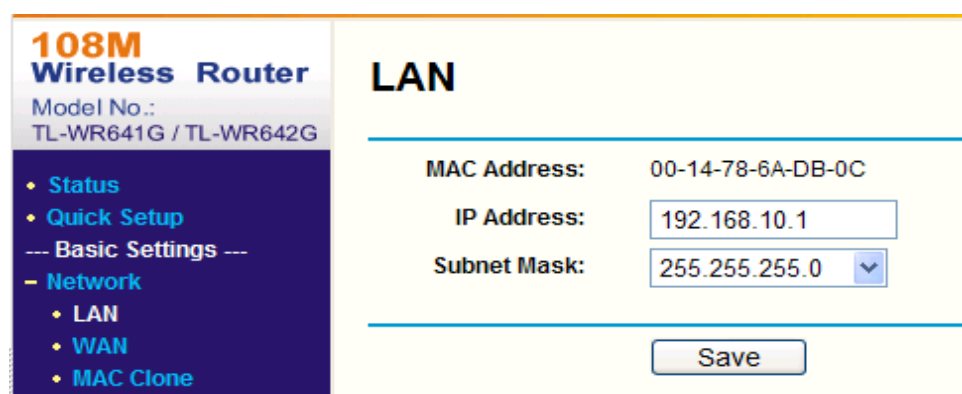 108M
Wireless Router
Model No.:
TL-WR641G / TL-WR642G
• Status
• Quick Setup
--- Basic Settings ---
– Network
• LAN
• WAN
• MAC Clone
LAN
MAC Address: 00-14-78-6A-DB-0C
IP Address: 192.168.10.1
Subnet Mask: 255.255.255.0
Save